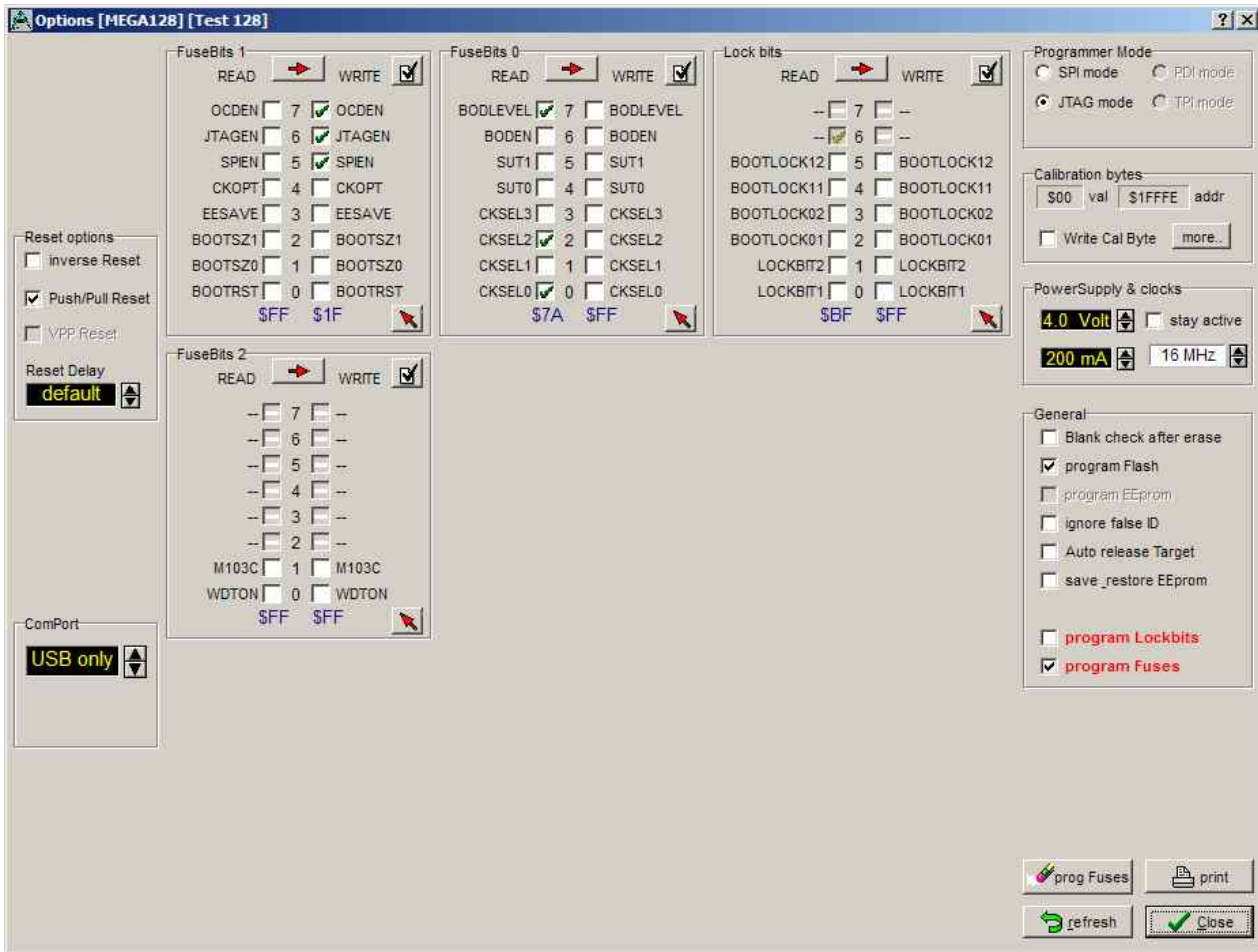 Options [MEGA128] [Test 128]
Reset options
inverse Reset
Push/Pull Reset
VPP Reset
Reset Delay
default
ComPort
USB only
FuseBits 1
READ WRITE
OCDEN 7 OCDEN
JTAGEN 6 JTAGEN
SPIEN 5 SPIEN
CKOPT 4 CKOPT
EESAVE 3 EESAVE
BOOTSZ1 2 BOOTSZ1
BOOTSZ0 1 BOOTSZ0
BOOTRST 0 BOOTRST
$FF $1F
FuseBits 0
READ WRITE
BODLEVEL 7 BODLEVEL
BODEN 6 BODEN
SUT1 5 SUT1
SUT0 4 SUT0
CKSEL3 3 CKSEL3
CKSEL2 2 CKSEL2
CKSEL1 1 CKSEL1
CKSEL0 0 CKSEL0
$7A $FF
Lock bits
READ WRITE
-- 7 --
-- 6 --
BOOTLOCK12 5 BOOTLOCK12
BOOTLOCK11 4 BOOTLOCK11
BOOTLOCK02 3 BOOTLOCK02
BOOTLOCK01 2 BOOTLOCK01
LOCKBIT2 1 LOCKBIT2
LOCKBIT1 0 LOCKBIT1
$BF $FF
FuseBits 2
READ WRITE
-- 7 --
-- 6 --
-- 5 --
-- 4 --
-- 3 --
-- 2 --
M103C 1 M103C
WDTON 0 WDTON
$FF $FF
Programmer Mode
SPI mode PDI mode
JTAG mode TPI mode
Calibration bytes
$00 val $1FFFE addr
Write Cal Byte more..
PowerSupply & clocks
4.0 Volt stay active
200 mA 16 MHz
General
Blank check after erase
program Flash
program EEprom
ignore false ID
Auto release Target
save_restore EEprom
program Lockbits
program Fuses
prog Fuses print
refresh Close